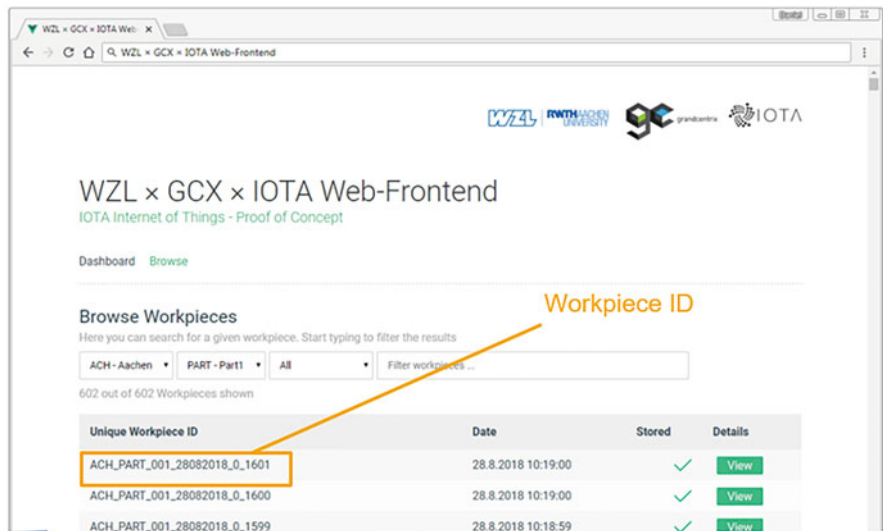 WZL × GCX × IOTA Web
WZL × GCX × IOTA Web-Frontend
WZL RWTH AACHEN UNIVERSITY gc grandcentrix IOTA
WZL × GCX × IOTA Web-Frontend
IOTA Internet of Things - Proof of Concept
Dashboard Browse
Workpiece ID
Browse Workpieces
Here you can search for a given workpiece. Start typing to filter the results
ACH - Aachen PART - Part1 All Filter workpieces ...
602 out of 602 Workpieces shown
Unique Workpiece ID Date Stored Details
ACH_PART_001_28082018_0_1601 28.8.2018 10:19:00 View
ACH_PART_001_28082018_0_1600 28.8.2018 10:19:00 View
ACH_PART_001_28082018_0_1599 28.8.2018 10:18:59 View